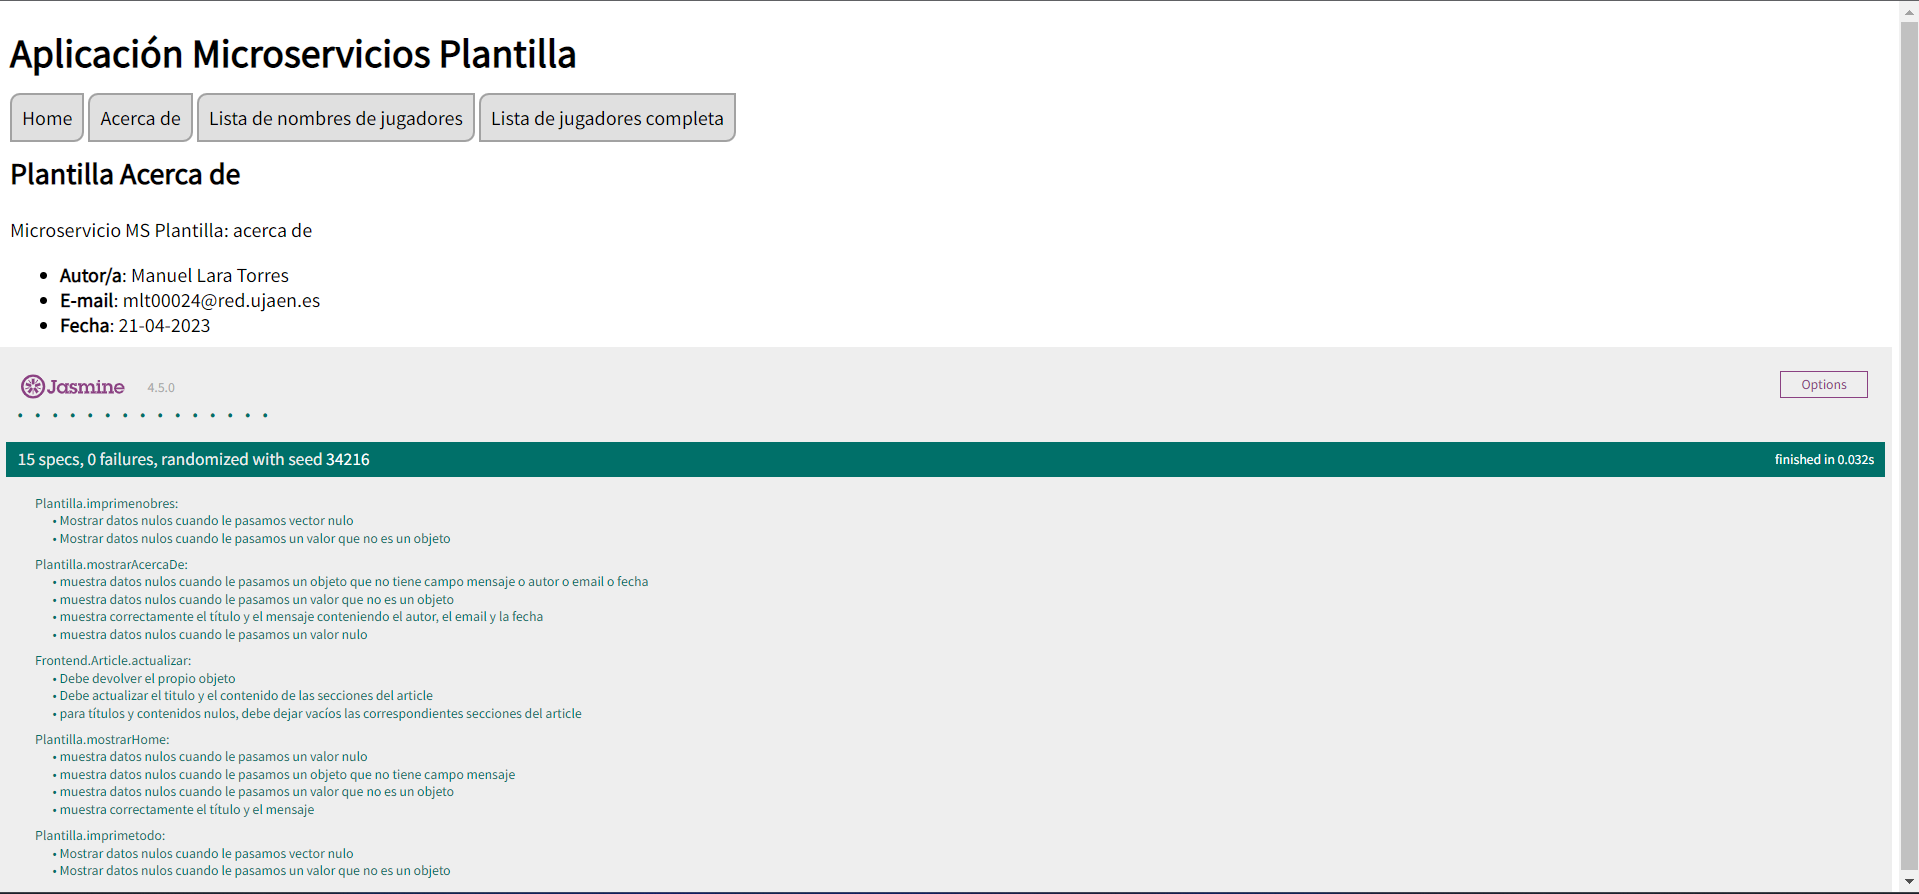 Aplicación Microservicios Plantilla
Home Acerca de Lista de nombres de jugadores Lista de jugadores completa
Plantilla Acerca de
Microservicio MS Plantilla: acerca de
• Autor/a: Manuel Lara Torres
• E-mail: mlt00024@red.ujaen.es
• Fecha: 21-04-2023
Jasmine 4.5.0 Options
• • • • • • • • • • • • • • •
15 specs, 0 failures, randomized with seed 34216 finished in 0.032s
Plantilla.imprimenobres:
• Mostrar datos nulos cuando le pasamos vector nulo
• Mostrar datos nulos cuando le pasamos un valor que no es un objeto
Plantilla.mostrarAcercaDe:
• muestra datos nulos cuando le pasamos un objeto que no tiene campo mensaje o autor o email o fecha
• muestra datos nulos cuando le pasamos un valor que no es un objeto
• muestra correctamente el título y el mensaje conteniendo el autor, el email y la fecha
• muestra datos nulos cuando le pasamos un valor nulo
Frontend.Article.actualizar:
• Debe devolver el propio objeto
• Debe actualizar el titulo y el contenido de las secciones del article
• para títulos y contenidos nulos, debe dejar vacíos las correspondientes secciones del article
Plantilla.mostrarHome:
• muestra datos nulos cuando le pasamos un valor nulo
• muestra datos nulos cuando le pasamos un objeto que no tiene campo mensaje
• muestra datos nulos cuando le pasamos un valor que no es un objeto
• muestra correctamente el título y el mensaje
Plantilla.imprimetodo:
• Mostrar datos nulos cuando le pasamos vector nulo
• Mostrar datos nulos cuando le pasamos un valor que no es un objeto